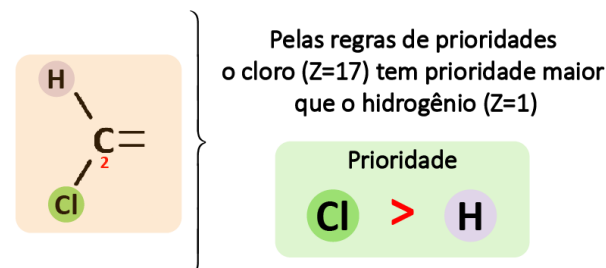 H
C=
2
Cl
Pelas regras de prioridades
o cloro (Z=17) tem prioridade maior
que o hidrogênio (Z=1)
Prioridade
Cl > H